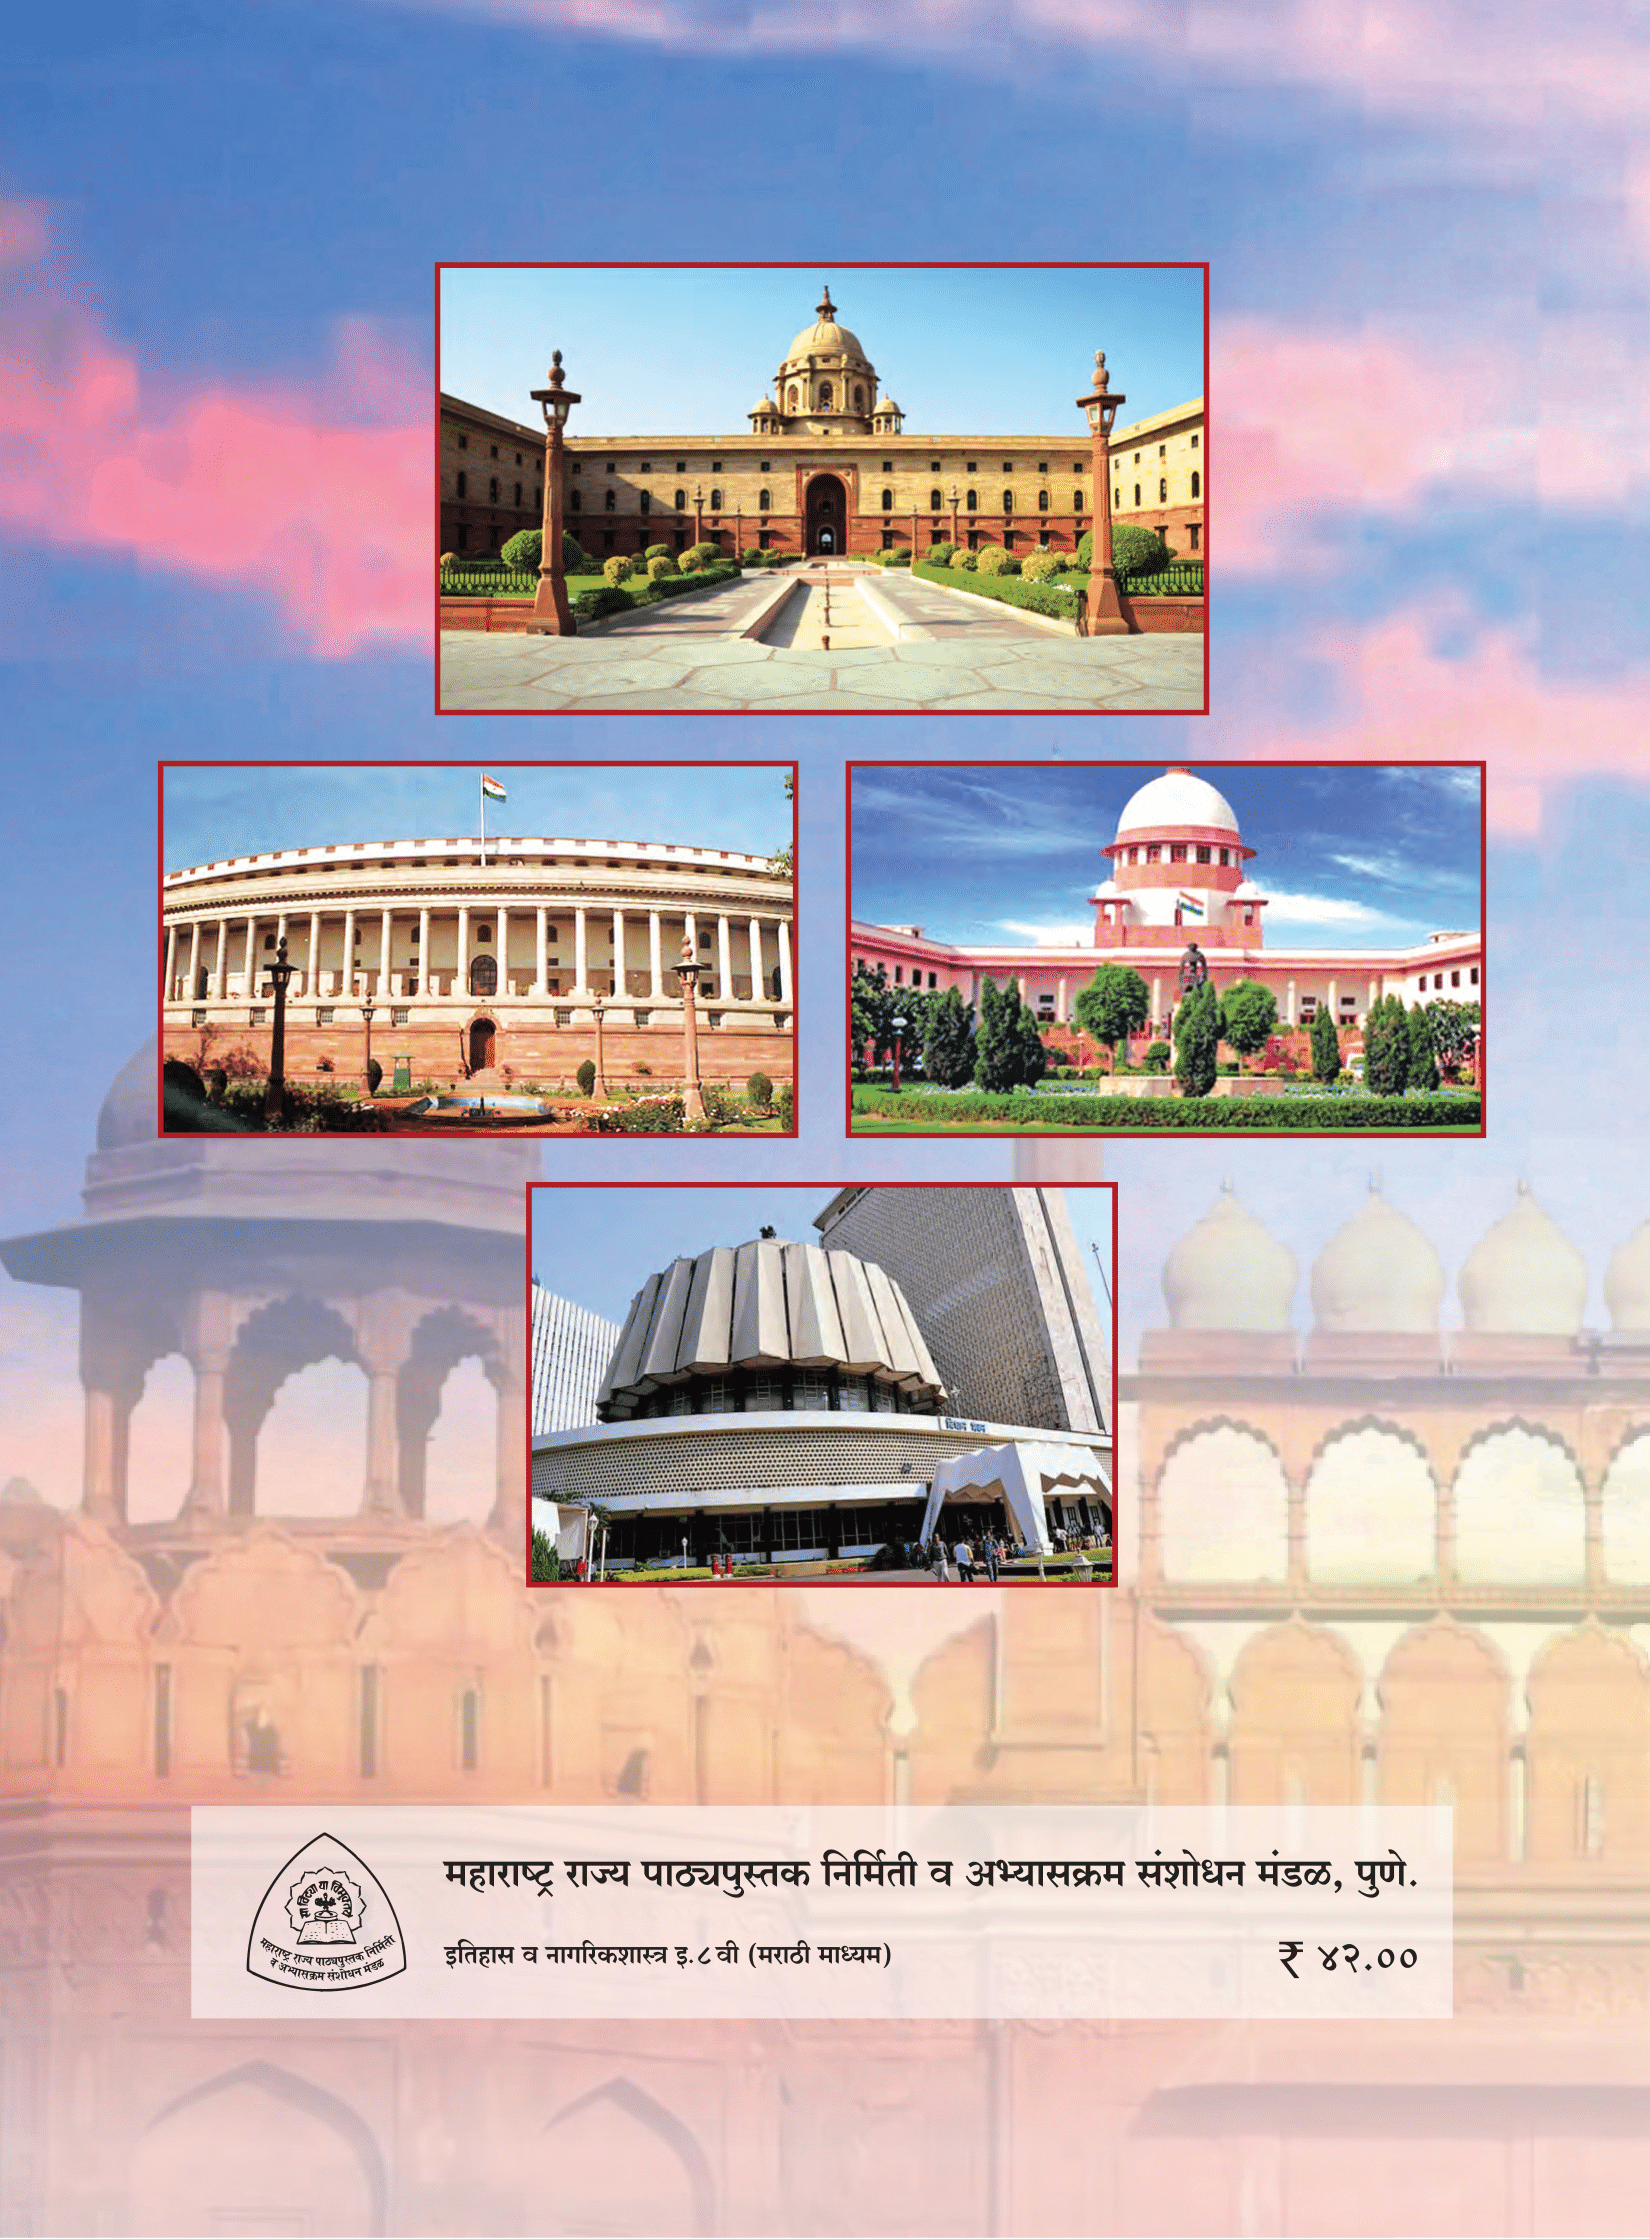 विधान भवन
महाराष्ट्र राज्य पाठ्यपुस्तक निर्मिती व अभ्यासक्रम संशोधन मंडळ, पुणे.
सा विद्या या विमुक्तये
महाराष्ट्र राज्य पाठ्यपुस्तक निर्मिती
व अभ्यासक्रम संशोधन मंडळ
इतिहास व नागरिकशास्त्र इ.८वी (मराठी माध्यम)
₹ ४२.००